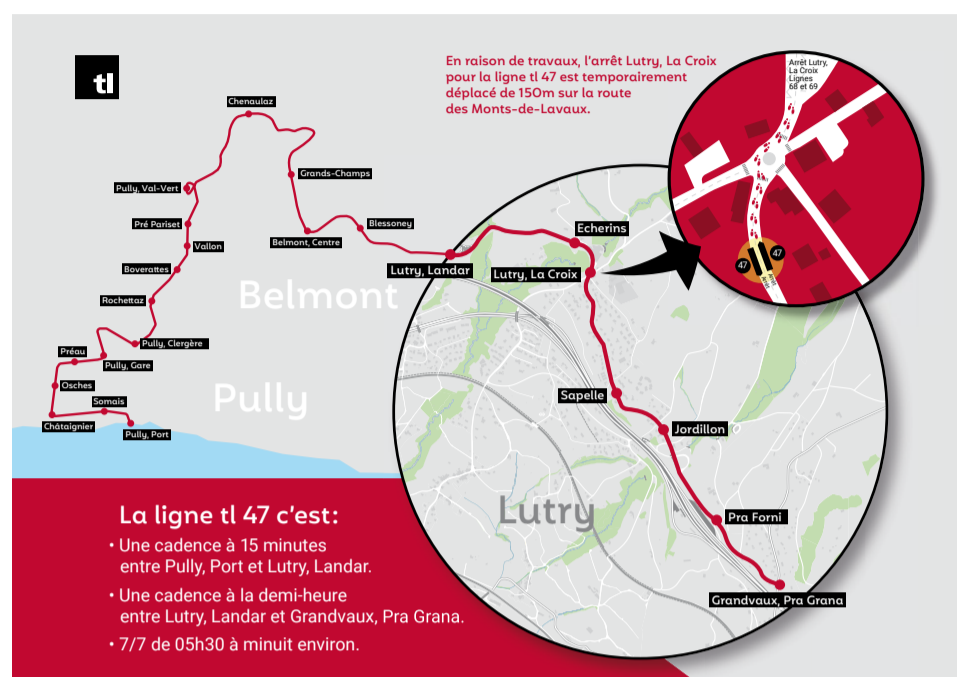 tl
En raison de travaux, l'arrêt Lutry, La Croix
pour la ligne tl 47 est temporairement
déplacé de 150m sur la route
des Monts-de-Lavaux.
Arrêt Lutry,
La Croix
Lignes
68 et 69
47
47
Arrêt
Arrêt
Chenaulaz
Grands-Champs
Pully, Val-Vert
Pré Pariset
Vallon
Belmont, Centre
Blessoney
Boverattes
Rochettaz
Pully, Clergère
Préau
Pully, Gare
Osches
Somais
Châtaignier
Pully, Port
Belmont
Pully
Lutry, Landar
Echerins
Lutry, La Croix
Sapelle
Jordillon
Lutry
Pra Forni
Grandvaux, Pra Grana
La ligne tl 47 c'est:
• Une cadence à 15 minutes
entre Pully, Port et Lutry, Landar.
• Une cadence à la demi-heure
entre Lutry, Landar et Grandvaux, Pra Grana.
• 7/7 de 05h30 à minuit environ.